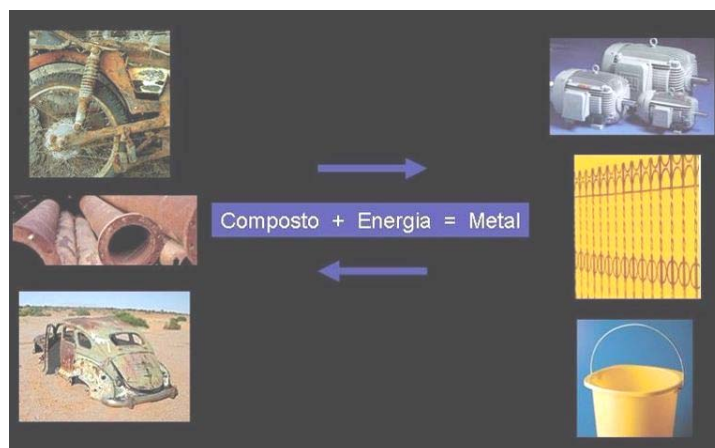 Composto + Energia = Metal